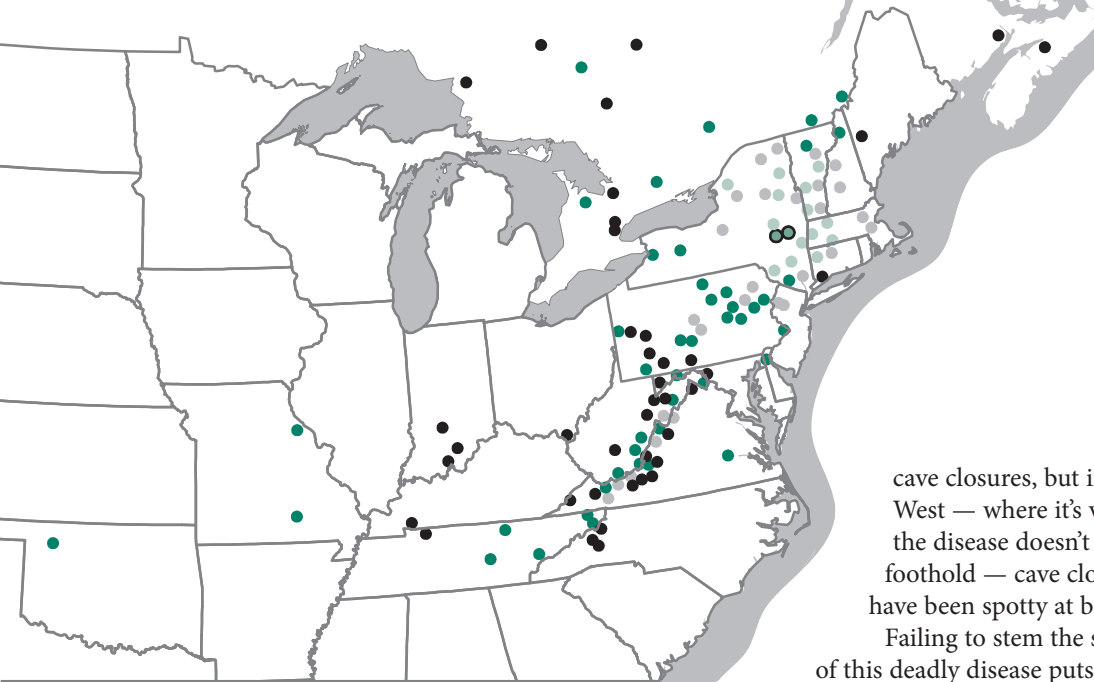 cave closures, but i
West — where it's v
the disease doesn't
foothold — cave clo
have been spotty at b
Failing to stem the s
of this deadly disease puts